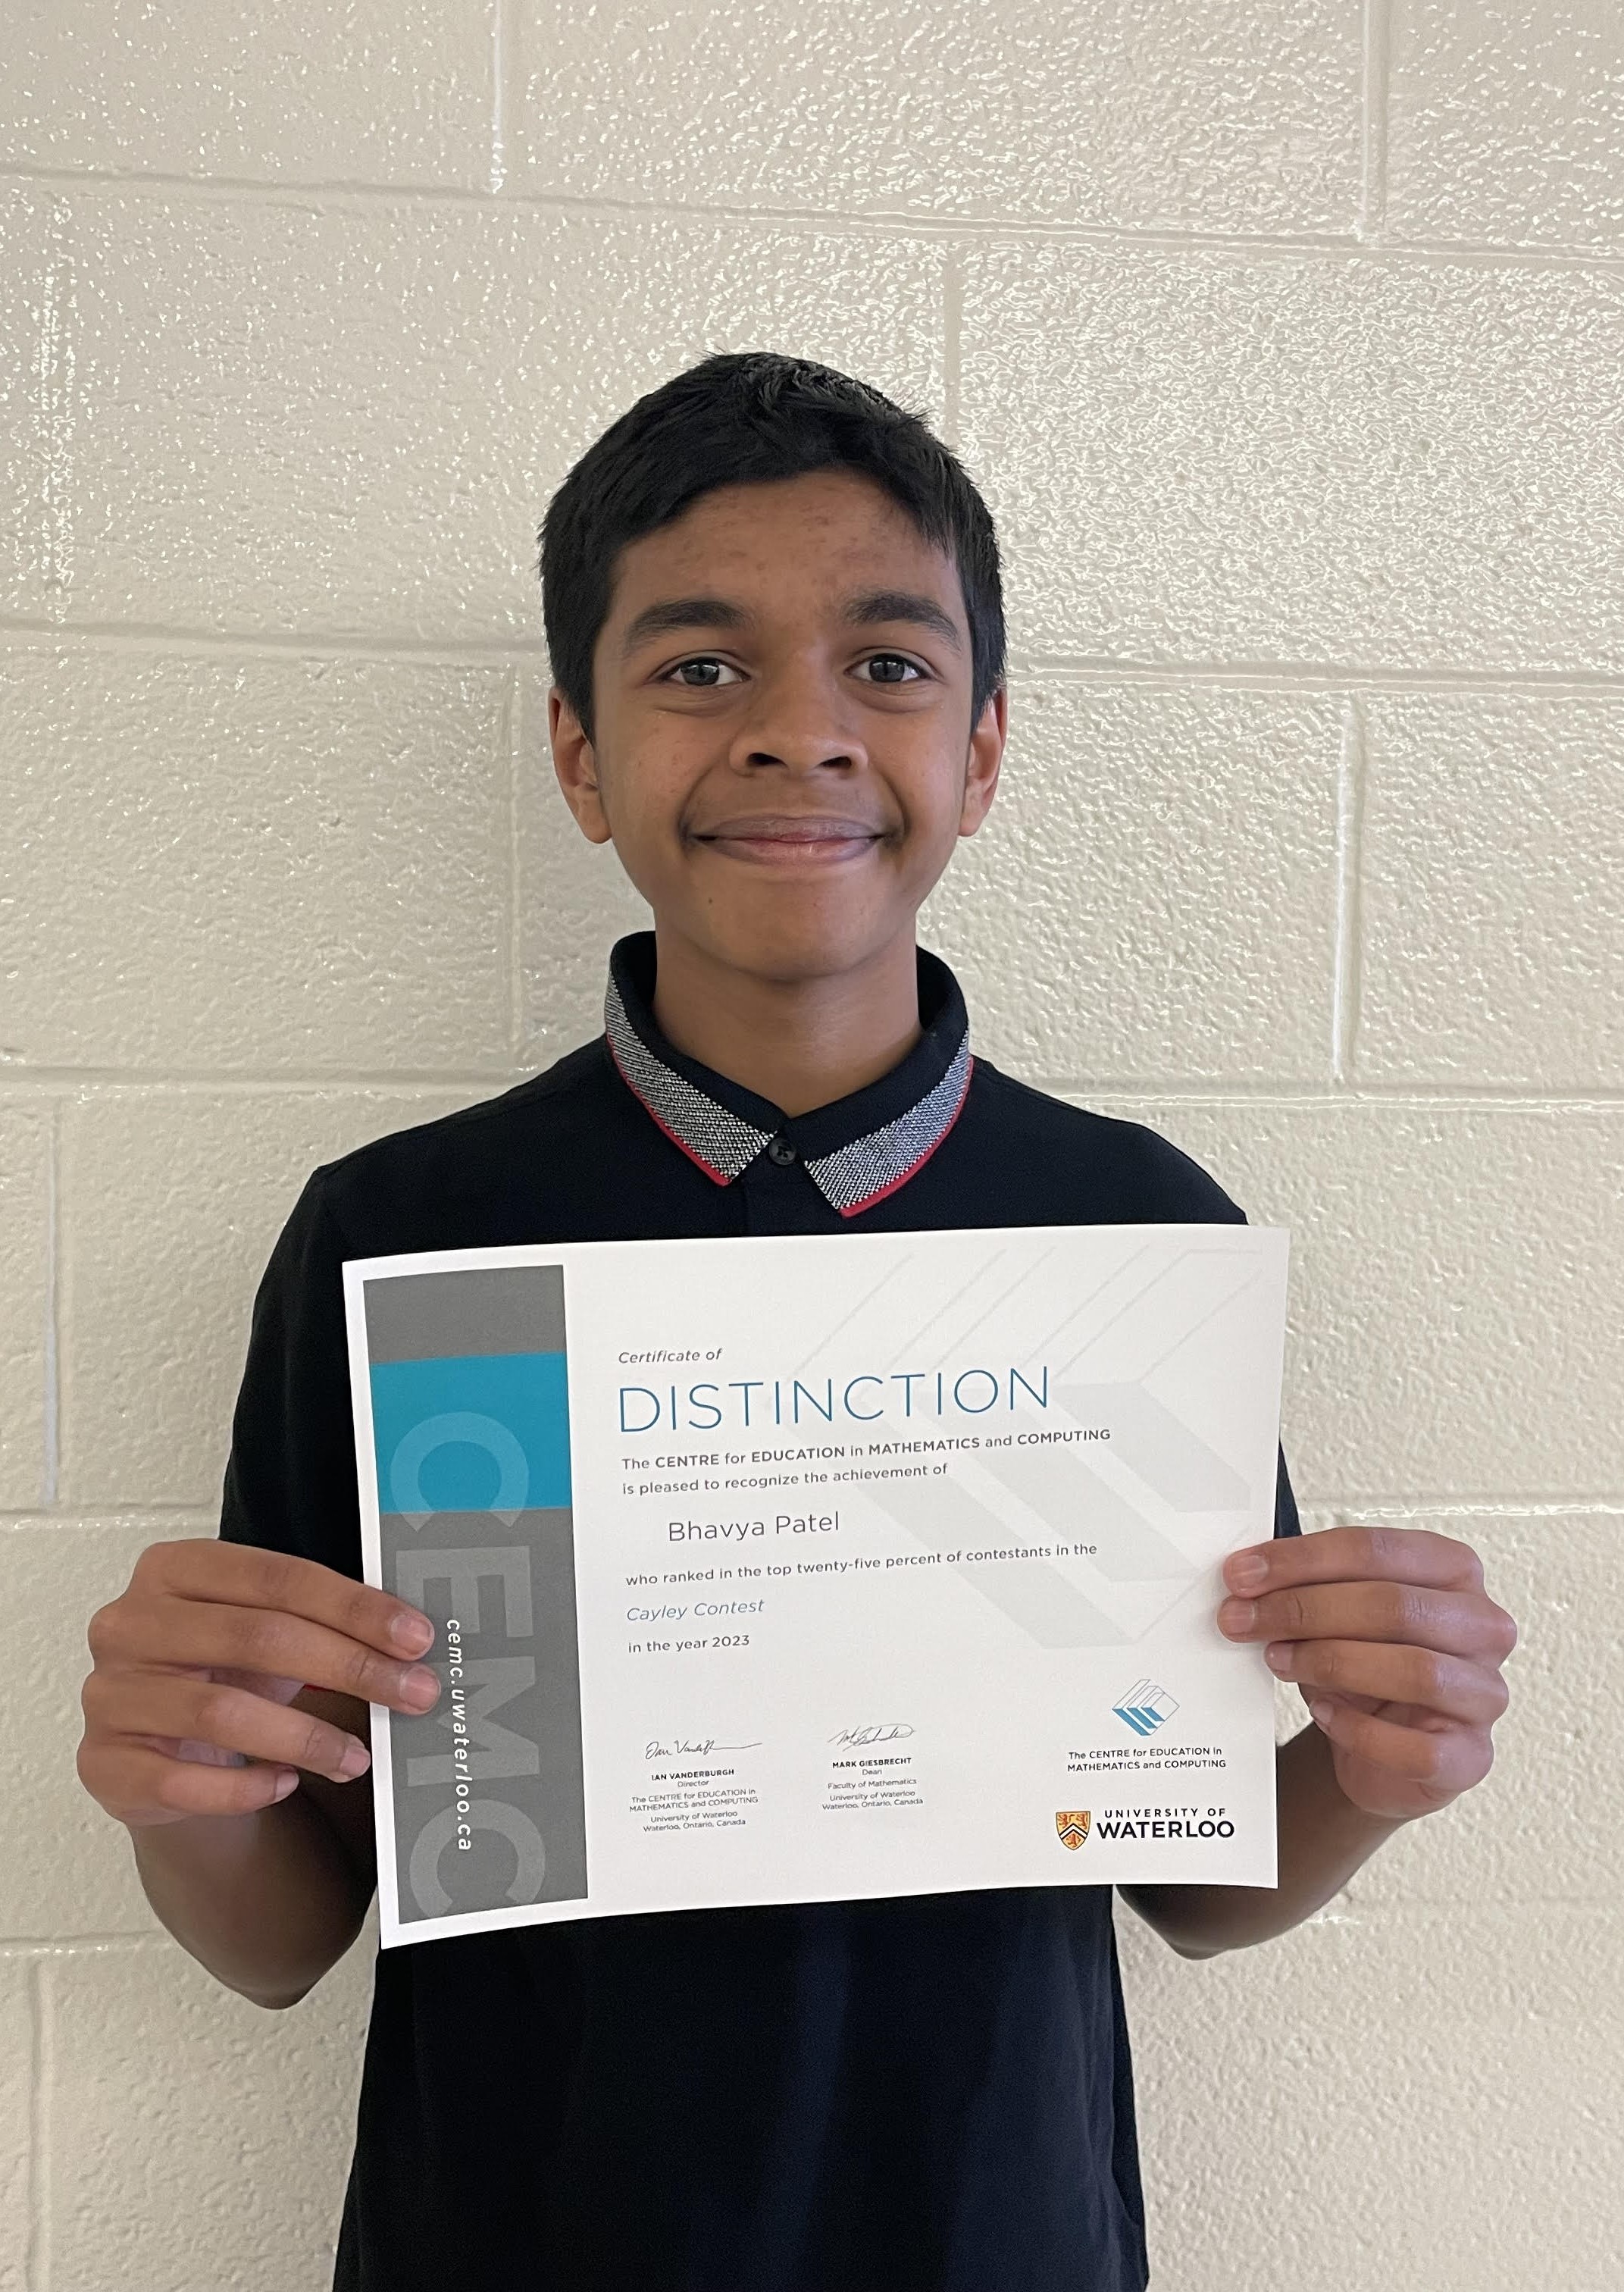 CEMC
cemc.uwaterloo.ca
Certificate of
DISTINCTION
The CENTRE for EDUCATION in MATHEMATICS and COMPUTING
is pleased to recognize the achievement of
Bhavya Patel
who ranked in the top twenty-five percent of contestants in the
Cayley Contest
in the year 2023
IAN VANDERBURGH
Director
The CENTRE for EDUCATION in
MATHEMATICS and COMPUTING
University of Waterloo
Waterloo, Ontario, Canada
MARK GIESBRECHT
Dean
Faculty of Mathematics
University of Waterloo
Waterloo, Ontario, Canada
The CENTRE for EDUCATION in
MATHEMATICS and COMPUTING
UNIVERSITY OF
WATERLOO